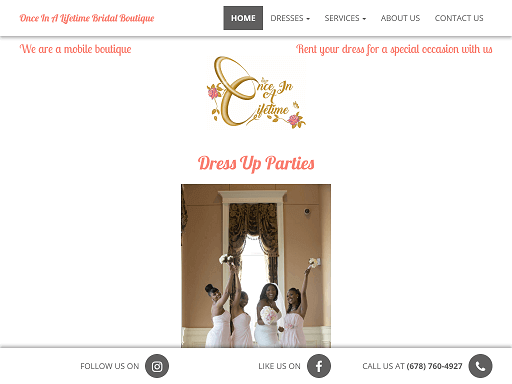 Once In A Lifetime Bridal Boutique
HOME
DRESSES
SERVICES
ABOUT US
CONTACT US
We are a mobile boutique
Rent your dress for a special occasion with us
Once In
A
Lifetime
Dress Up Parties
FOLLOW US ON
LIKE US ON
CALL US AT (678) 760-4927